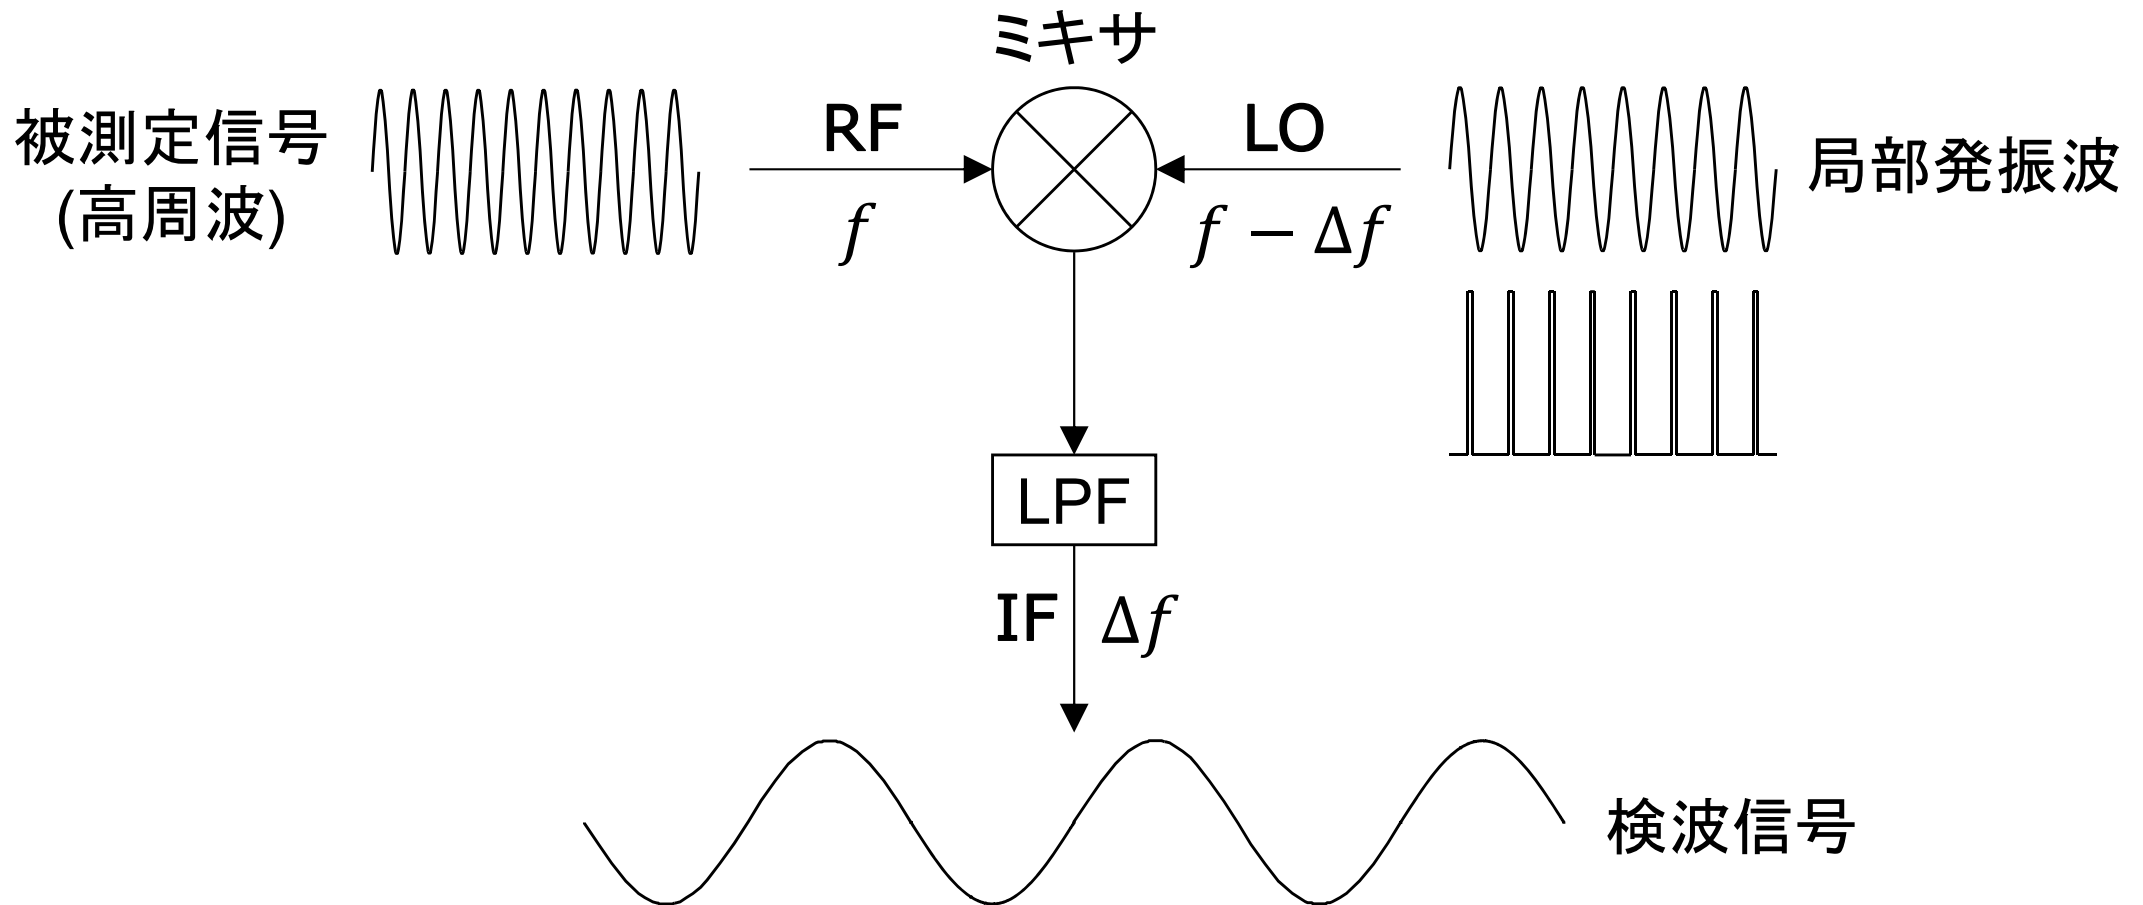 ミキサ
被測定信号
(高周波)
RF
f
LO
f − Δf
局部発振波
LPF
IF
Δf
検波信号